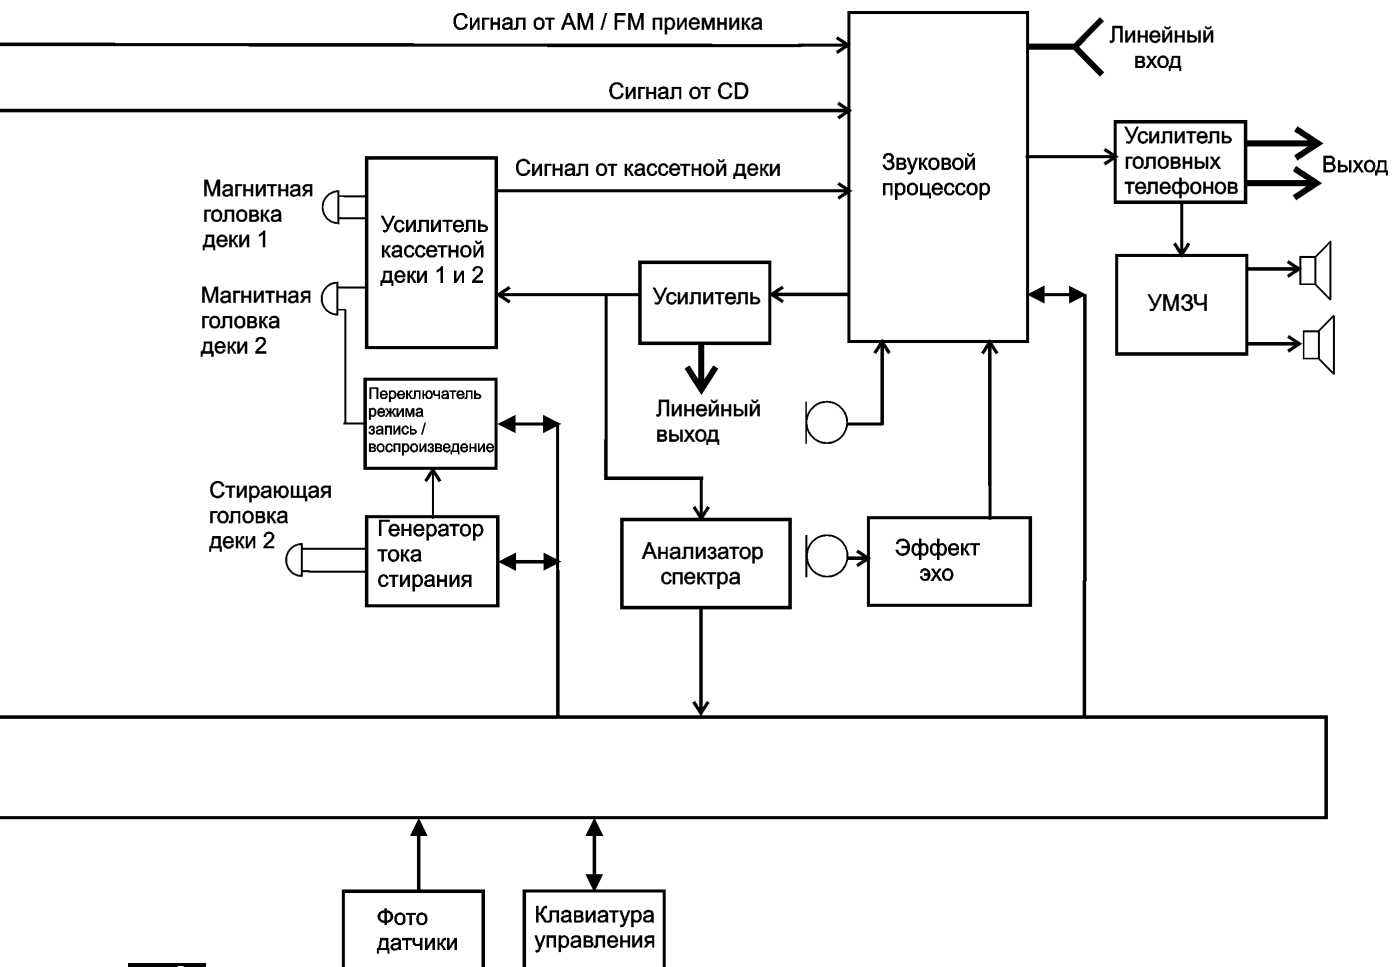 Сигнал от АМ / FM приемника
Линейный
вход
Сигнал от CD
Усилитель
головных
телефонов
Выход
Сигнал от кассетной деки
Звуковой
процессор
Магнитная
головка
деки 1
Усилитель
кассетной
деки 1 и 2
Магнитная
головка
деки 2
Усилитель
УМЗЧ
Линейный
выход
Переключатель
режима
запись /
воспроизведение
Стирающая
головка
деки 2
Генератор
тока
стирания
Анализатор
спектра
Эффект
эхо
Фото
датчики
Клавиатура
управления